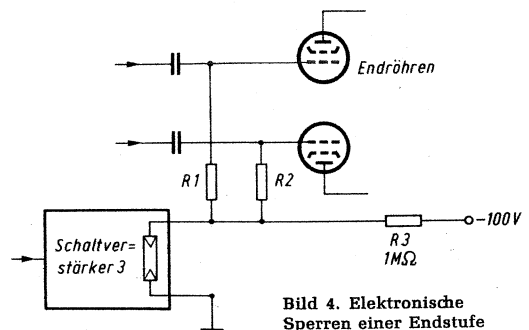 Endröhren
R1
R2
Schaltver=
stärker 3
R3
1MΩ
-100V
Bild 4. Elektronische
Sperren einer Endstufe